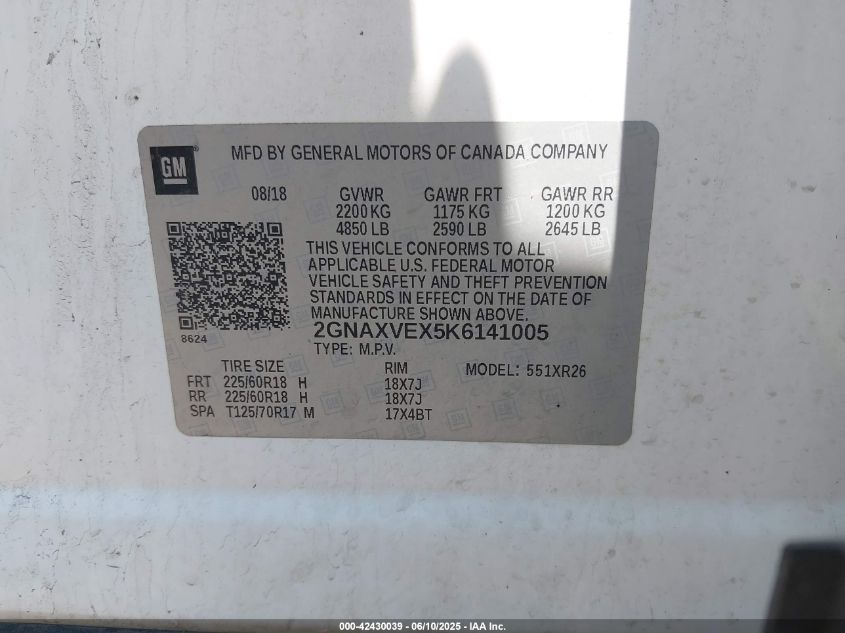 GM
MFD BY GENERAL MOTORS OF CANADA COMPANY
08/18 GVWR GAWR FRT GAWR RR
2200 KG 1175 KG 1200 KG
4850 LB 2590 LB 2645 LB
THIS VEHICLE CONFORMS TO ALL
APPLICABLE U.S. FEDERAL MOTOR
VEHICLE SAFETY AND THEFT PREVENTION
STANDARDS IN EFFECT ON THE DATE OF
MANUFACTURE SHOWN ABOVE.
8624
2GNAXVEX5K6141005
TYPE: M.P.V.
TIRE SIZE RIM MODEL: 551XR26
FRT 225/60R18 H 18X7J
RR 225/60R18 H 18X7J
SPA T125/70R17 M 17X4BT
000-42430039 - 06/10/2025 - IAA Inc.